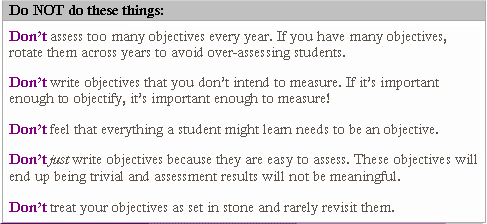 Do NOT do these things:
Don't assess too many objectives every year. If you have many objectives,
rotate them across years to avoid over-assessing students.
Don't write objectives that you don't intend to measure. If it's important
enough to objectify, it's important enough to measure!
Don't feel that everything a student might learn needs to be an objective.
Don't just write objectives because they are easy to assess. These objectives will
end up being trivial and assessment results will not be meaningful.
Don't treat your objectives as set in stone and rarely revisit them.